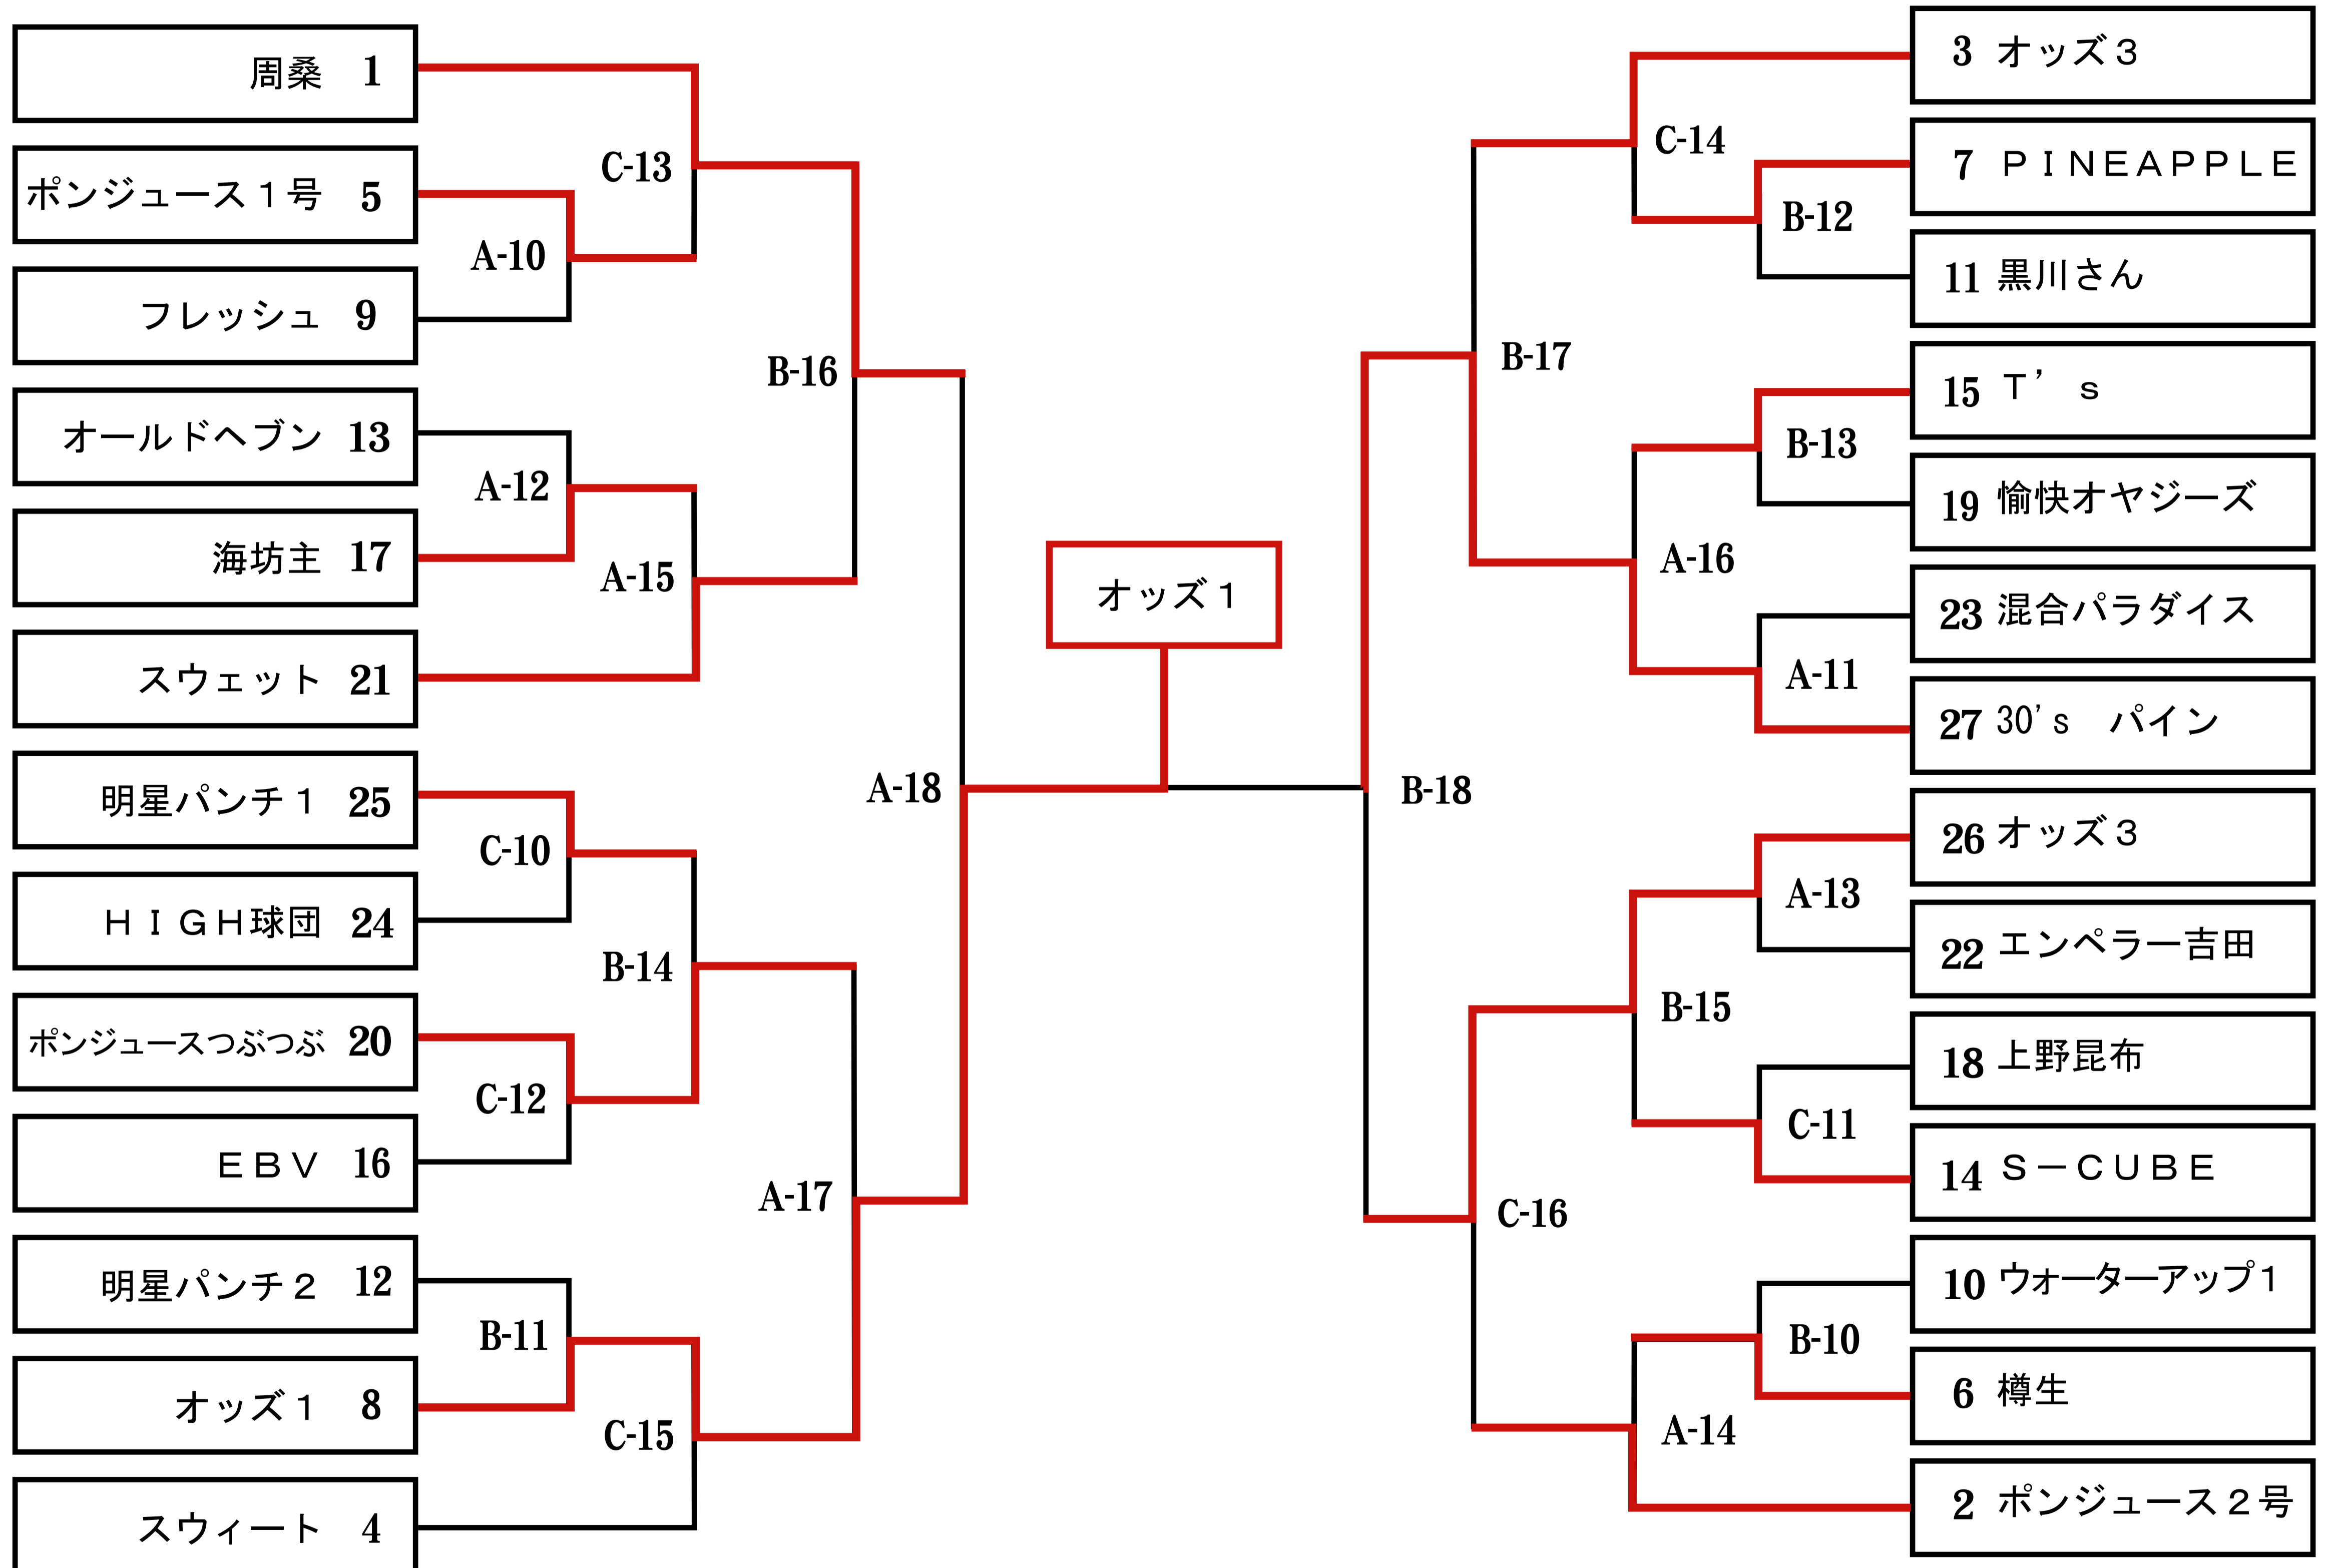 周桑 1
ポンジュース１号 5
フレッシュ 9
オールドヘブン 13
海坊主 17
スウェット 21
明星パンチ１ 25
ＨＩＧＨ球団 24
ポンジュースつぶつぶ 20
ＥＢＶ 16
明星パンチ２ 12
オッズ１ 8
スウィート 4
A-10
A-12
C-10
C-12
B-11
C-13
A-15
B-14
C-15
B-16
A-17
A-18
オッズ１
B-18
B-17
C-16
C-14
A-16
B-15
A-14
B-12
B-13
A-11
A-13
C-11
B-10
3 オッズ３
7 ＰＩＮＥＡＰＰＬＥ
11 黒川さん
15 Ｔ’ｓ
19 愉快オヤジーズ
23 混合パラダイス
27 30’s　パイン
26 オッズ３
22 エンペラー吉田
18 上野昆布
14 Ｓ－ＣＵＢＥ
10 ウォーターアップ１
6 樽生
2 ポンジュース２号